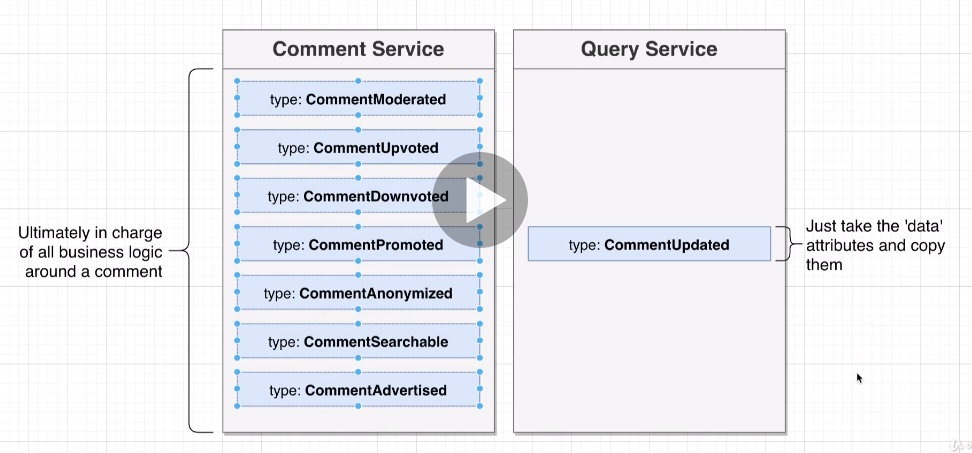 Comment Service
Query Service
type: CommentModerated
type: CommentUpvoted
type: CommentDownvoted
type: CommentPromoted
type: CommentAnonymized
type: CommentSearchable
type: CommentAdvertised
type: CommentUpdated
Ultimately in charge
of all business logic
around a comment
Just take the 'data'
attributes and copy
them